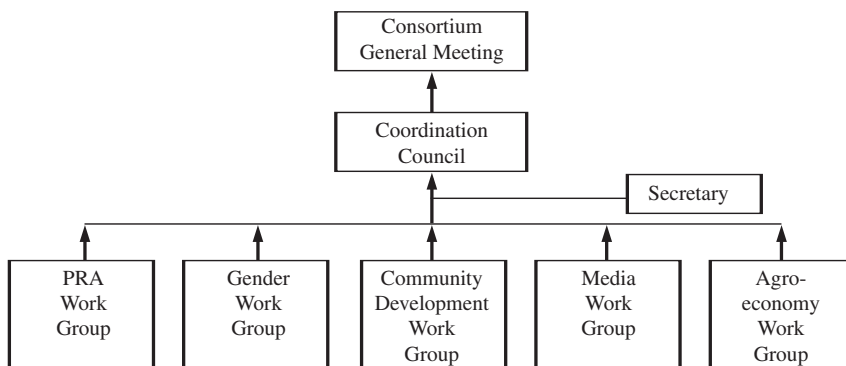 Consortium
General Meeting
Coordination
Council
Secretary
PRA
Work
Group
Gender
Work
Group
Community
Development
Work
Group
Media
Work
Group
Agro-
economy
Work
Group